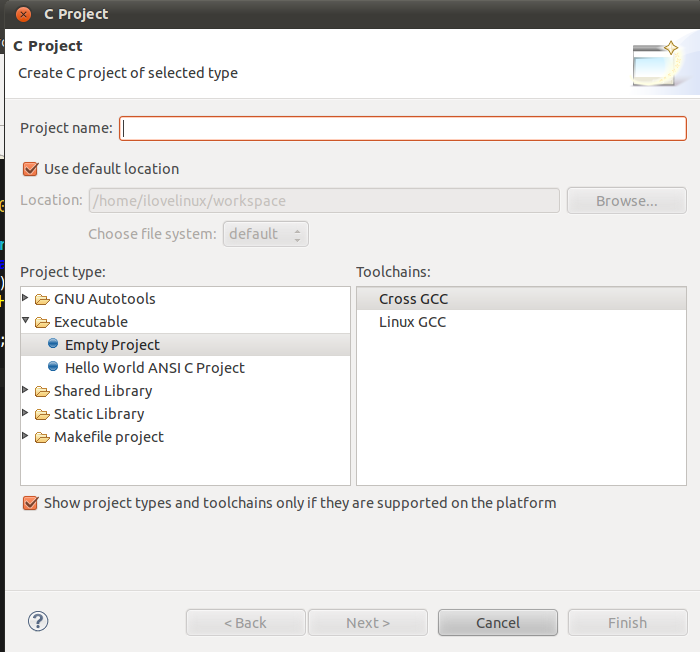 C Project
C Project
Create C project of selected type
Project name:
Use default location
Location: /home/ilovelinux/workspace Browse...
Choose file system: default
Project type: Toolchains:
GNU Autotools Cross GCC
Executable Linux GCC
Empty Project
Hello World ANSI C Project
Shared Library
Static Library
Makefile project
Show project types and toolchains only if they are supported on the platform
? < Back Next > Cancel Finish